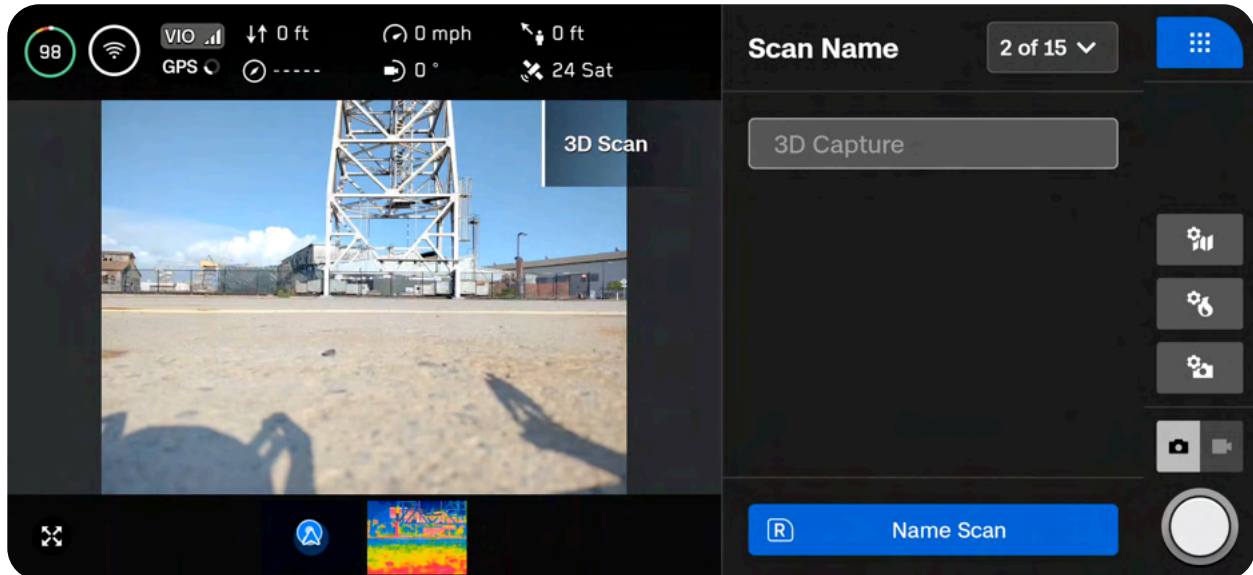 98
VIO
0 ft
0 mph
0 ft
GPS
-----
0 °
24 Sat
3D Scan
Scan Name
2 of 15
3D Capture
R
Name Scan